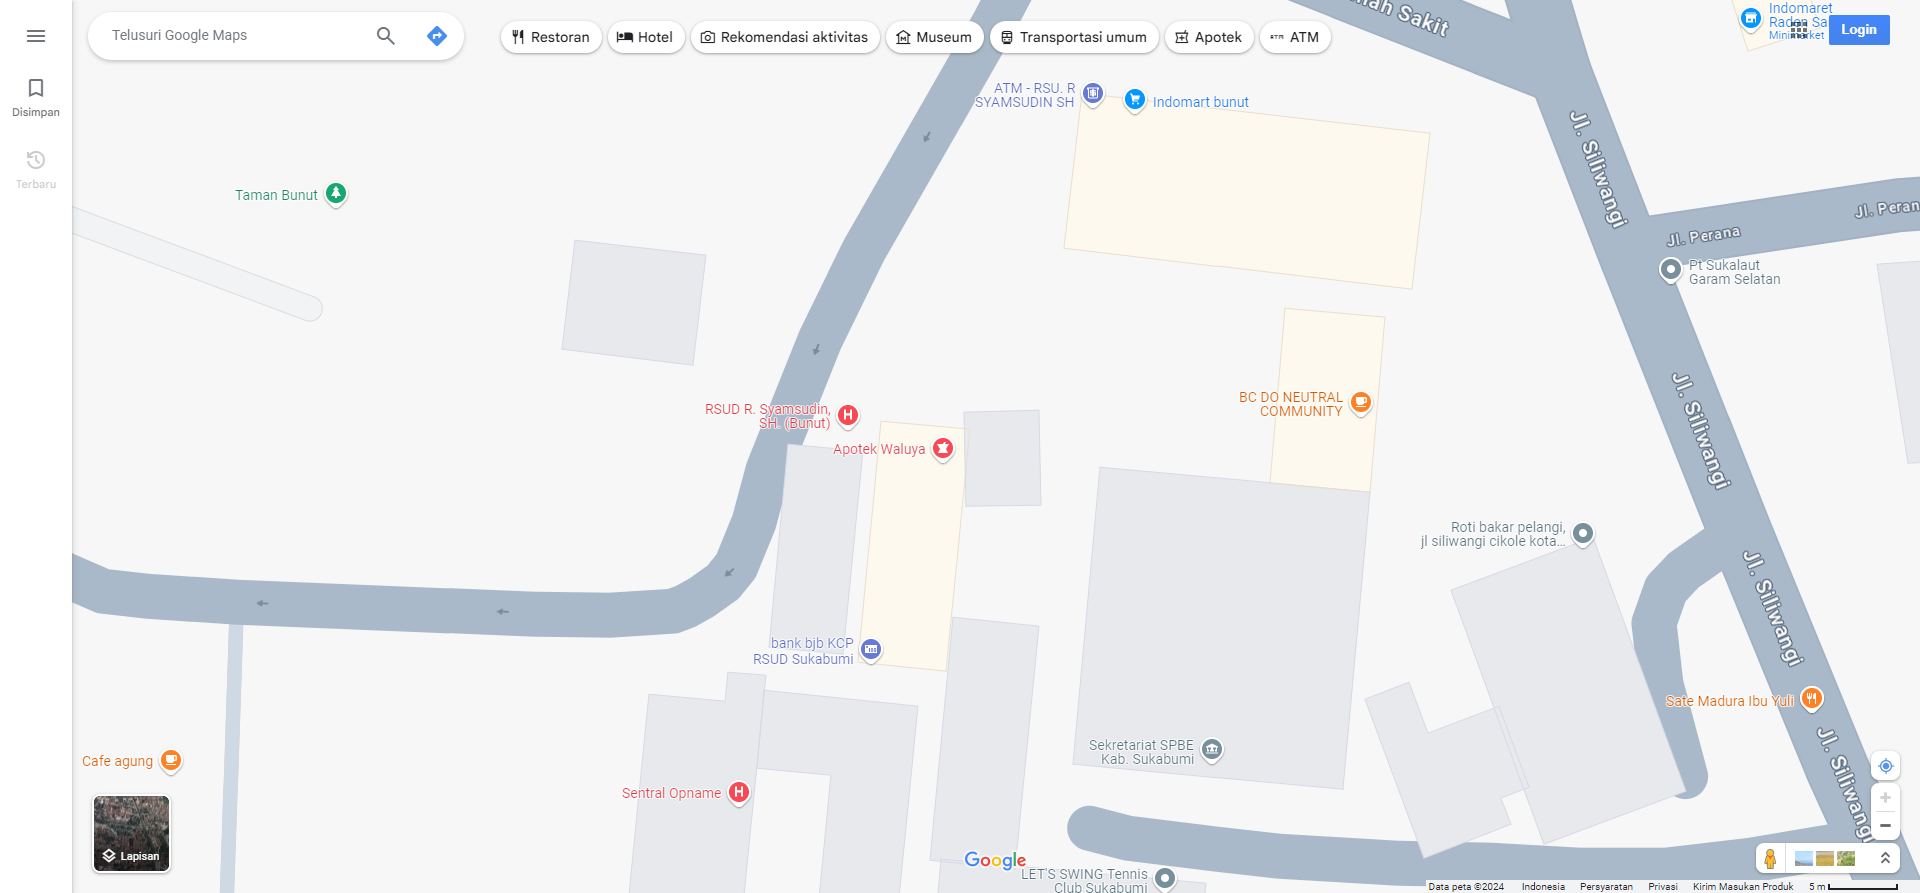 Telusuri Google Maps
Restoran
Hotel
Rekomendasi aktivitas
Museum
Transportasi umum
Apotek
ATM
Login
Disimpan
Terbaru
Sakit
Indomaret
Mini
ATM - RSU. R
SYAMSUDIN SH
Indomart bunut
Jl. Siliwangi
Taman Bunut
Jl. Perana
Jl. Peran
Pt Sukalaut
Garam Selatan
RSUD R. Syamsudin,
SH. (Bunut)
Apotek Waluya
BC DO NEUTRAL
COMMUNITY
Jl. Siliwangi
Roti bakar pelangi,
jl siliwangi cikole kota...
Jl. Siliwangi
bank bjb KCP
RSUD Sukabumi
Sate Madura Ibu Yuli
Jl. Siliwangi
Sekretariat SPBE
Kab. Sukabumi
Cafe agung
Sentral Opname
Lapisan
Google
LET'S SWING Tennis
Club Sukabumi
Data peta ©2024
Indonesia
Persyaratan
Privasi
Kirim Masukan Produk
5 m